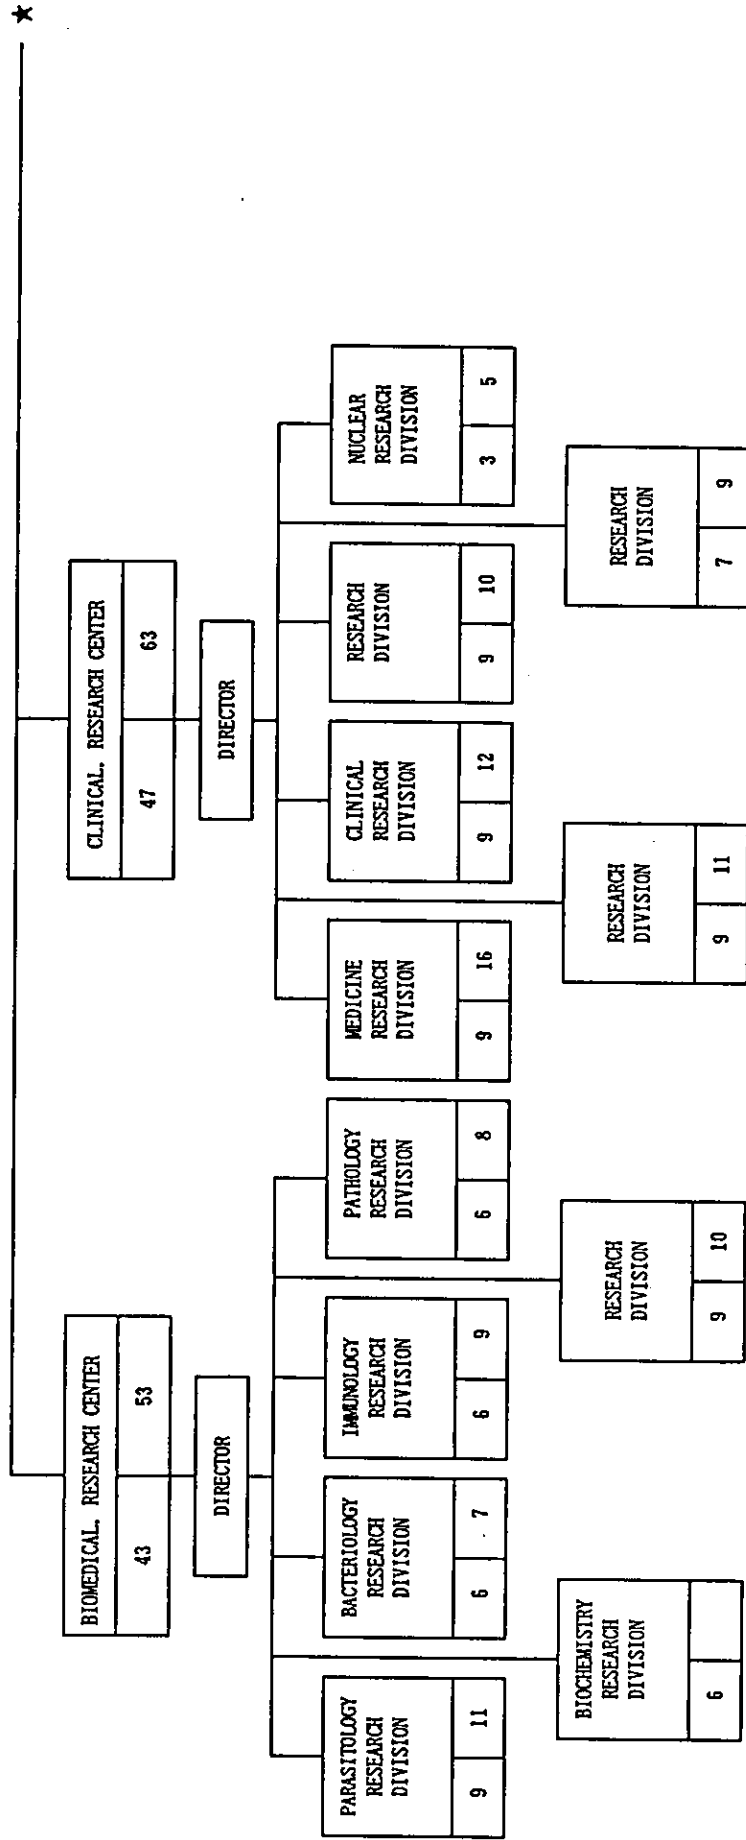 ★
BIOMEDICAL. RESEARCH CENTER
43 53
DIRECTOR
PARASITOLOGY
RESEARCH
DIVISION
9 11
BACTERIOLOGY
RESEARCH
DIVISION
6 7
IMMUNOLOGY
RESEARCH
DIVISION
6 9
PATHOLOGY
RESEARCH
DIVISION
6 8
BIOCHEMISTRY
RESEARCH
DIVISION
6
RESEARCH
DIVISION
9 10
CLINICAL. RESEARCH CENTER
47 63
DIRECTOR
MEDICINE
RESEARCH
DIVISION
9 16
CLINICAL
RESEARCH
DIVISION
9 12
RESEARCH
DIVISION
9 10
NUCLEAR
RESEARCH
DIVISION
3 5
RESEARCH
DIVISION
9 11
RESEARCH
DIVISION
7 9